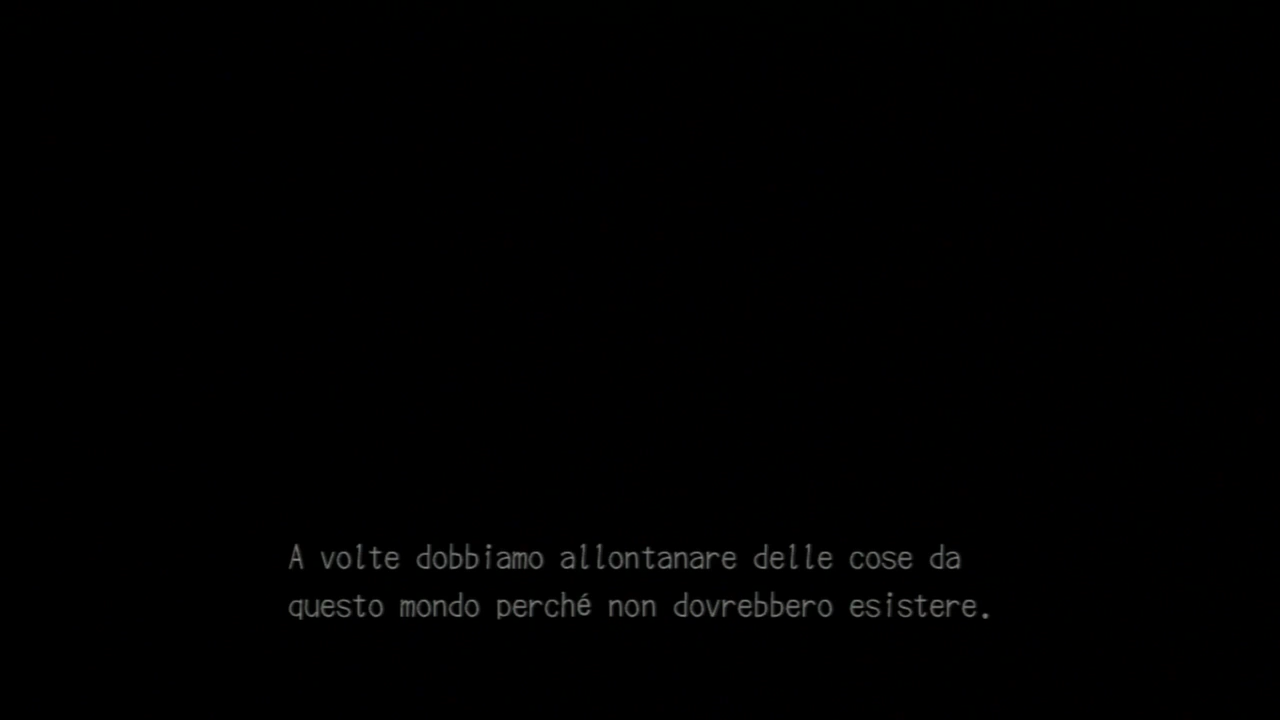 A volte dobbiamo allontanare delle cose da
questo mondo perché non dovrebbero esistere.